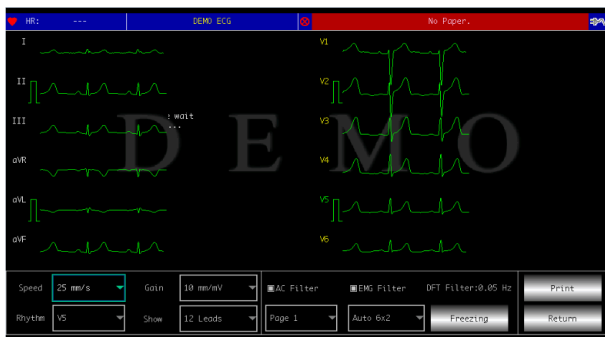 HR: --- DEMO ECG No Paper.
I V1
II V2
wait
III V3
...
DEMO
aVR V4
aVL V5
aVF V6
Speed 25 mm/s Gain 10 mm/mV AC Filter EMG Filter DFT Filter:0.05 Hz Print
Rhythm V5 Show 12 Leads Page 1 Auto 6x2 Freezing Return